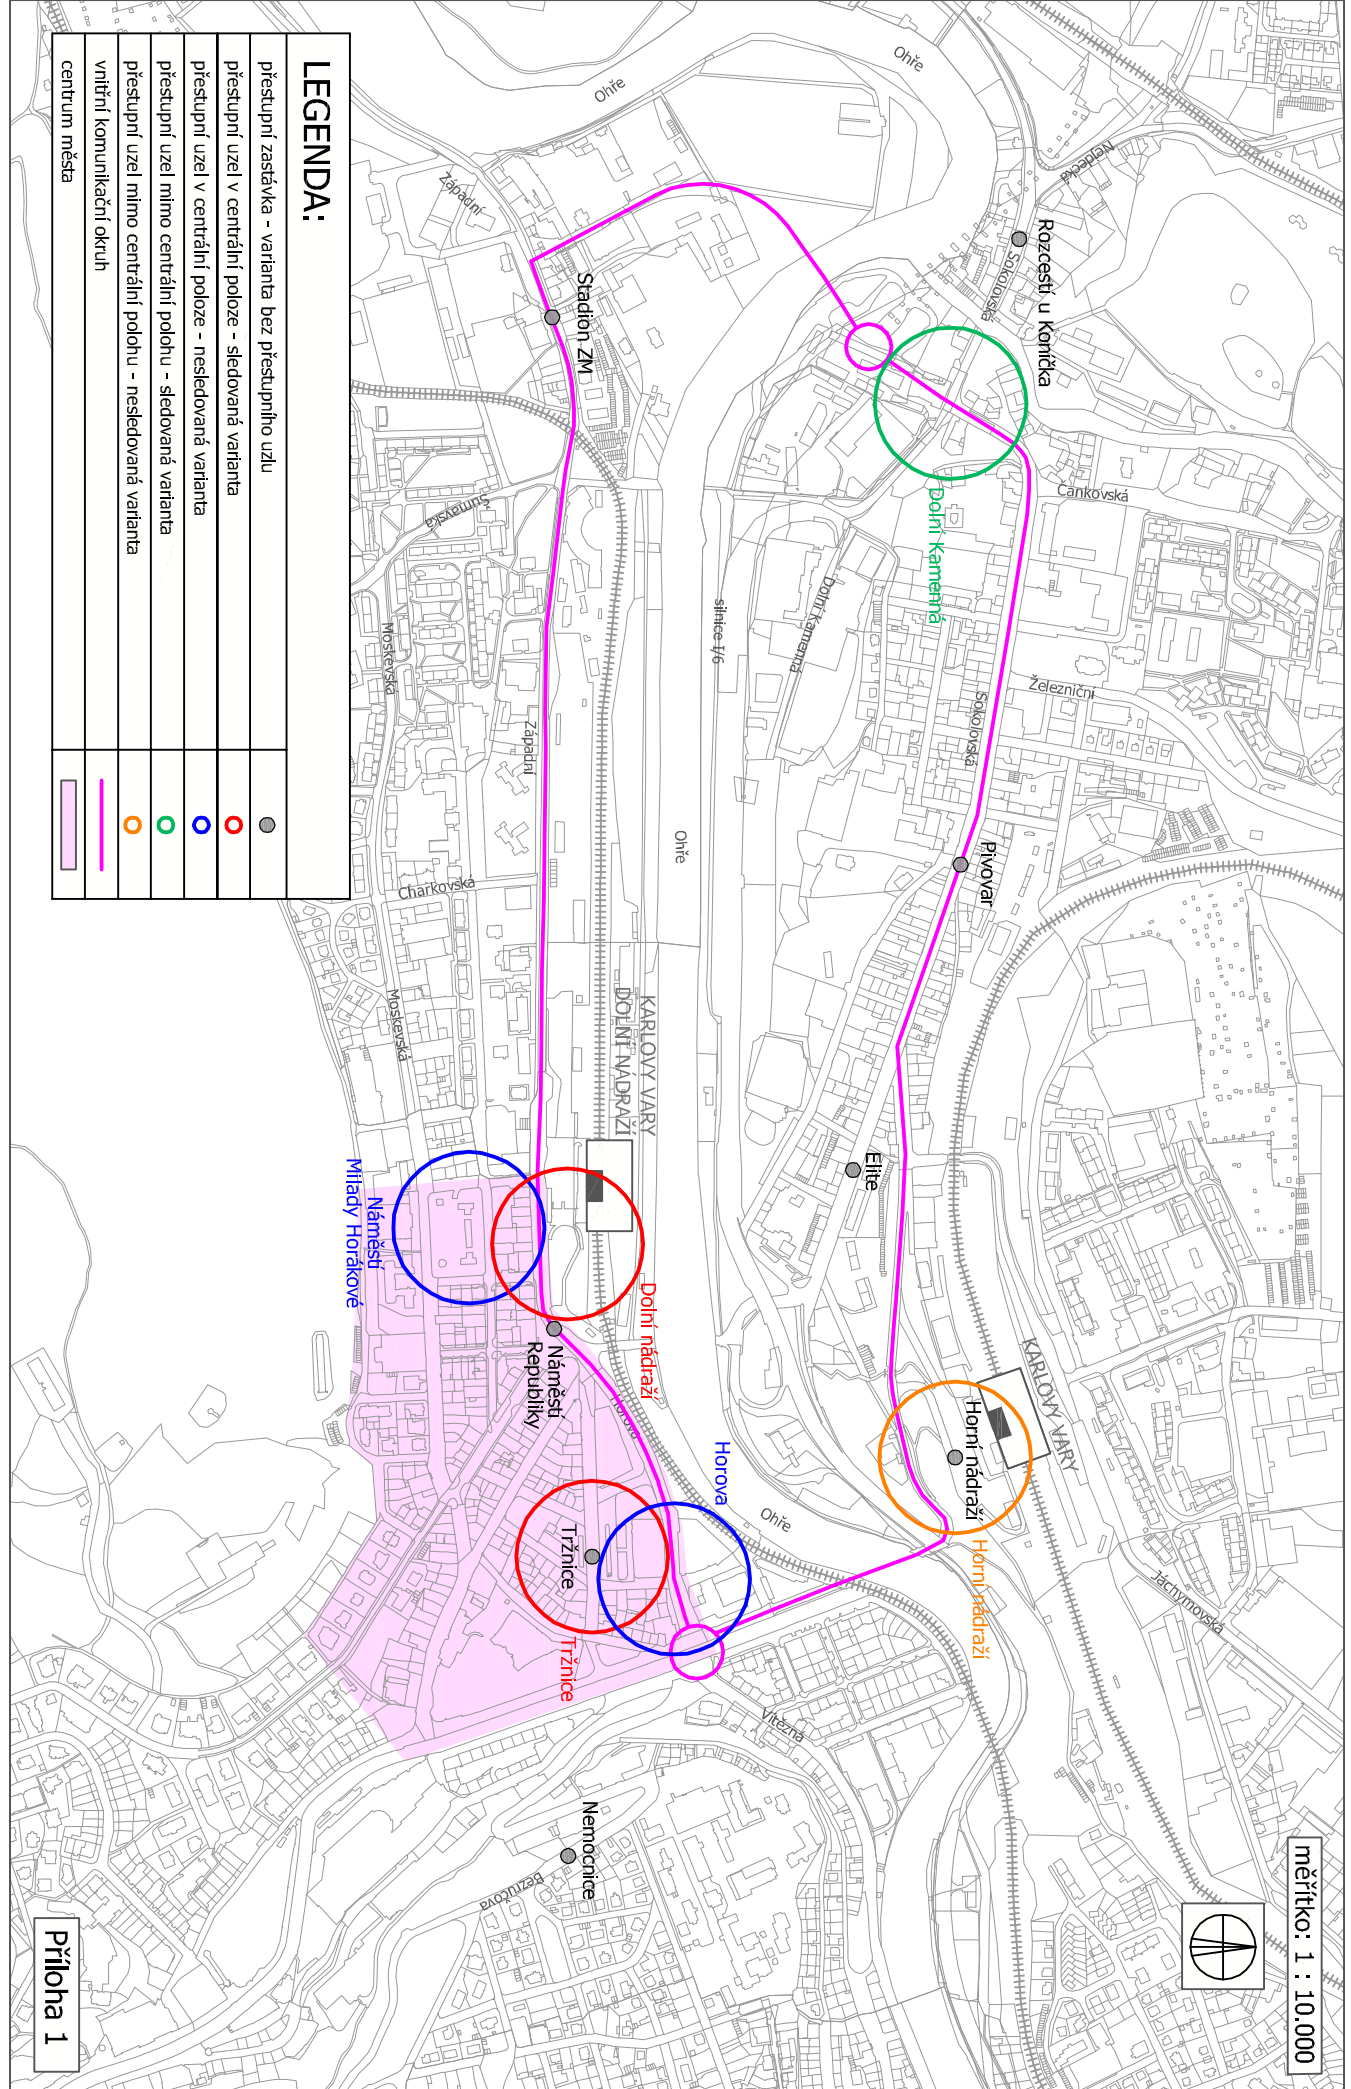 měřítko: 1 : 10.000
Ohře
Ohře
Nejdecká
Rozcestí u Koníčka
Sokolovská
Západní
Stadion ZM
Čankovská
Dolní Kamenná
Dolní Kamenná
Šumavská
silnice I/6
Železniční
Sokolovská
Moskevská
Západní
Pivovar
Ohře
Charkovská
KARLOVY VARY
DOLNÍ NÁDRAŽÍ
Moskevská
Elite
Náměstí
Milady Horákové
Dolní nádraží
Náměstí
Republiky
Horova
Horova
KARLOVY VARY
Horní nádraží
Horní nádraží
Ohře
Tržnice
Tržnice
Jáchymovská
Vítězná
Nemocnice
Bezručova
LEGENDA:
přestupní zastávka - varianta bez přestupního uzlu
přestupní uzel v centrální poloze - sledovaná varianta
přestupní uzel v centrální poloze - nesledovaná varianta
přestupní uzel mimo centrální polohu - sledovaná varianta
přestupní uzel mimo centrální polohu - nesledovaná varianta
vnitřní komunikační okruh
centrum města
Příloha 1